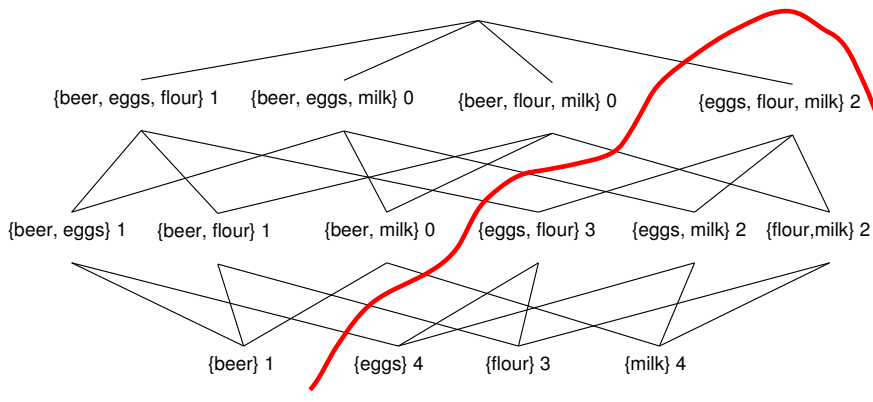 {beer, eggs, flour} 1 {beer, eggs, milk} 0 {beer, flour, milk} 0 {eggs, flour, milk} 2
{beer, eggs} 1 {beer, flour} 1 {beer, milk} 0 {eggs, flour} 3 {eggs, milk} 2 {flour,milk} 2
{beer} 1 {eggs} 4 {flour} 3 {milk} 4